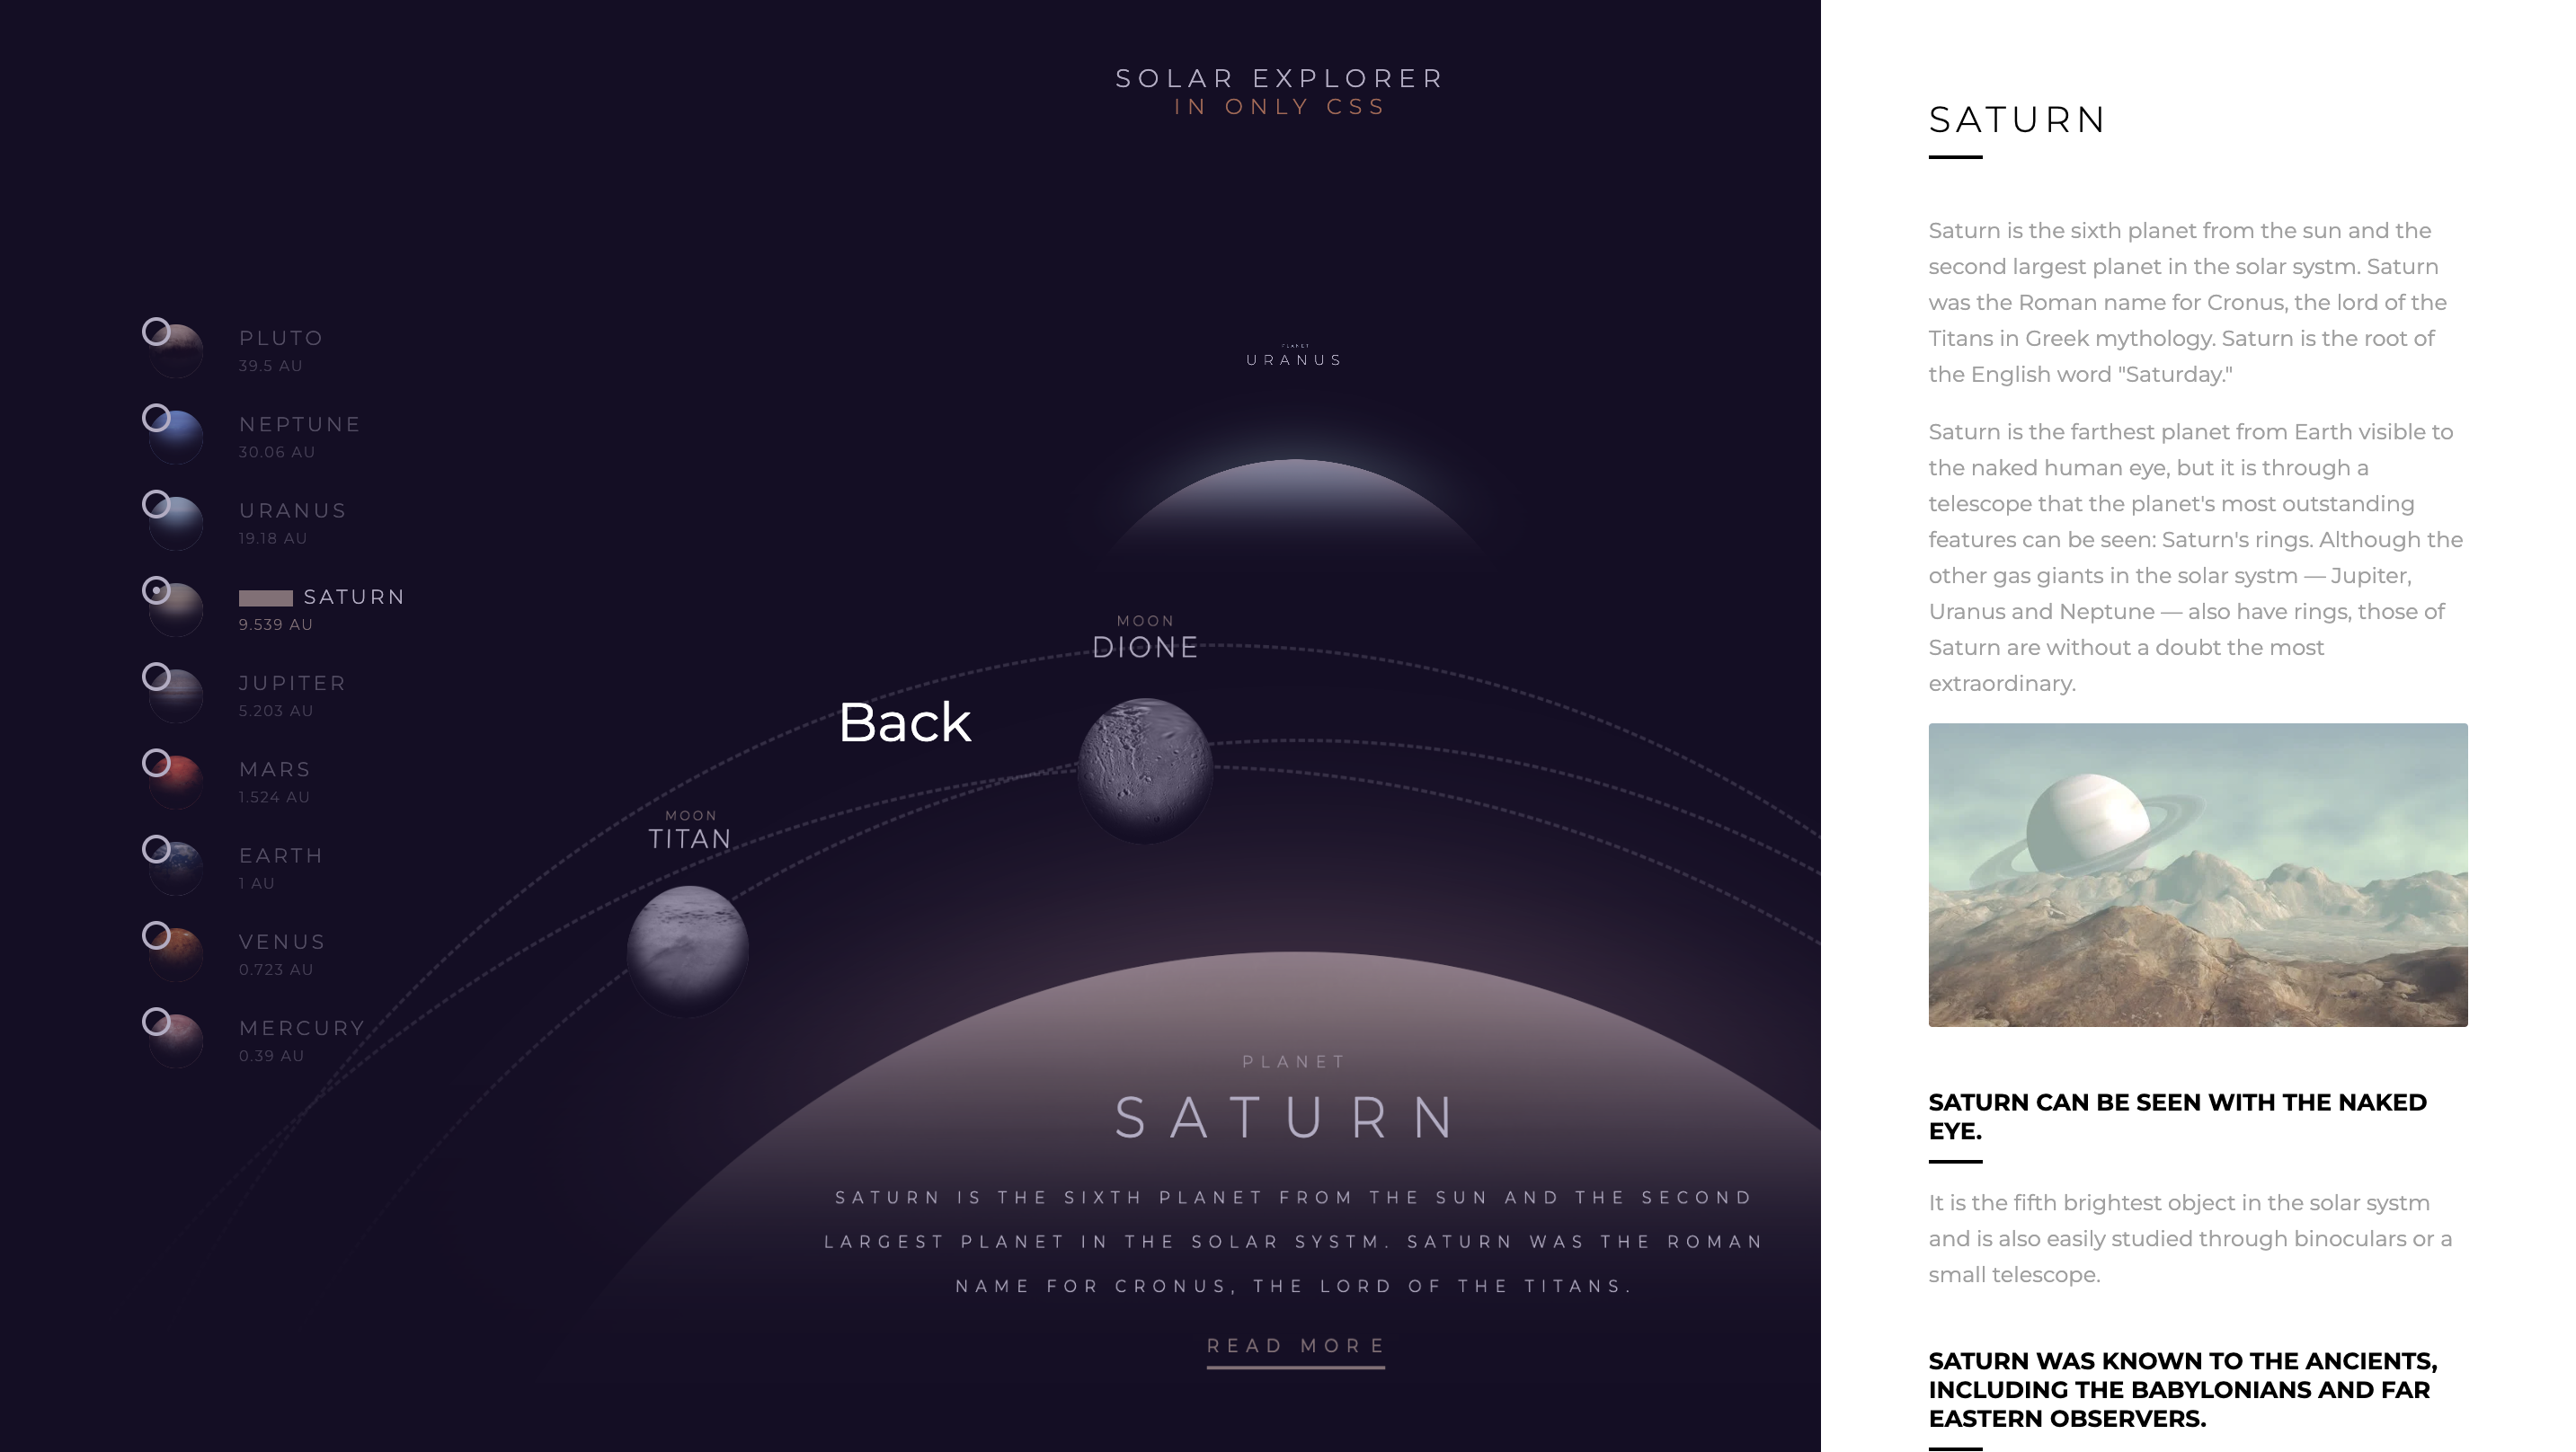 SOLAR EXPLORER
IN ONLY CSS
PLUTO
39.5 AU
NEPTUNE
30.06 AU
URANUS
19.18 AU
SATURN
9.539 AU
JUPITER
5.203 AU
MARS
1.524 AU
EARTH
1 AU
VENUS
0.723 AU
MERCURY
0.39 AU
PLANET
URANUS
MOON
DIONE
Back
MOON
TITAN
PLANET
SATURN
SATURN IS THE SIXTH PLANET FROM THE SUN AND THE SECOND
LARGEST PLANET IN THE SOLAR SYSTM. SATURN WAS THE ROMAN
NAME FOR CRONUS, THE LORD OF THE TITANS.
READ MORE
SATURN
Saturn is the sixth planet from the sun and the
second largest planet in the solar systm. Saturn
was the Roman name for Cronus, the lord of the
Titans in Greek mythology. Saturn is the root of
the English word "Saturday."
Saturn is the farthest planet from Earth visible to
the naked human eye, but it is through a
telescope that the planet's most outstanding
features can be seen: Saturn's rings. Although the
other gas giants in the solar systm — Jupiter,
Uranus and Neptune — also have rings, those of
Saturn are without a doubt the most
extraordinary.
SATURN CAN BE SEEN WITH THE NAKED
EYE.
It is the fifth brightest object in the solar systm
and is also easily studied through binoculars or a
small telescope.
SATURN WAS KNOWN TO THE ANCIENTS,
INCLUDING THE BABYLONIANS AND FAR
EASTERN OBSERVERS.